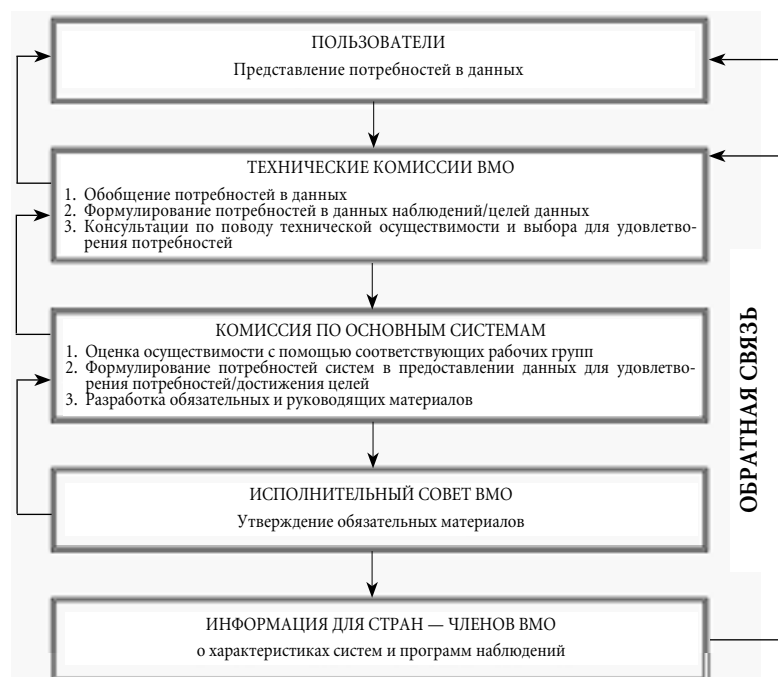 ПОЛЬЗОВАТЕЛИ
Представление потребностей в данных
ТЕХНИЧЕСКИЕ КОМИССИИ ВМО
1. Обобщение потребностей в данных
2. Формулирование потребностей в данных наблюдений/целей данных
3. Консультации по поводу технической осуществимости и выбора для удовлетво-
рения потребностей
КОМИССИЯ ПО ОСНОВНЫМ СИСТЕМАМ
1. Оценка осуществимости с помощью соответствующих рабочих групп
2. Формулирование потребностей систем в предоставлении данных для удовлетво-
рения потребностей/достижения целей
3. Разработка обязательных и руководящих материалов
ИСПОЛНИТЕЛЬНЫЙ СОВЕТ ВМО
Утверждение обязательных материалов
ИНФОРМАЦИЯ ДЛЯ СТРАН — ЧЛЕНОВ ВМО
о характеристиках систем и программ наблюдений
ОБРАТНАЯ СВЯЗЬ